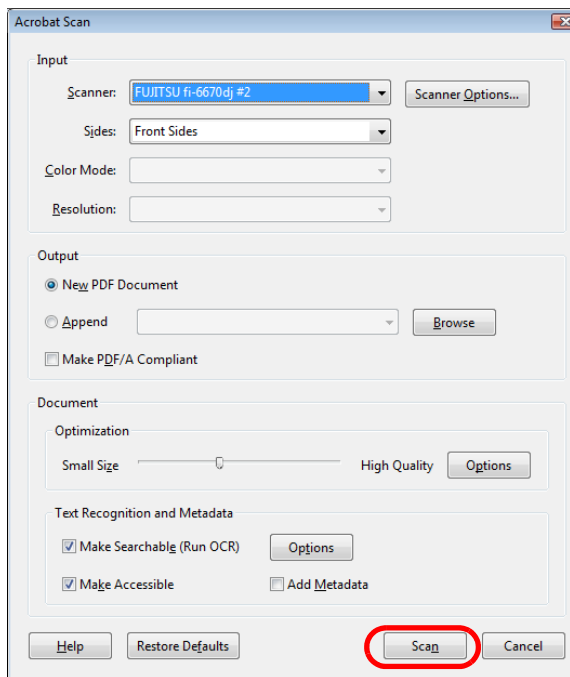 Acrobat Scan
Input
Scanner: FUJITSU fi-6670dj #2 Scanner Options...
Sides: Front Sides
Color Mode:
Resolution:
Output
New PDF Document
Append Browse
Make PDF/A Compliant
Document
Optimization
Small Size High Quality Options
Text Recognition and Metadata
Make Searchable (Run OCR) Options
Make Accessible Add Metadata
Help Restore Defaults Scan Cancel